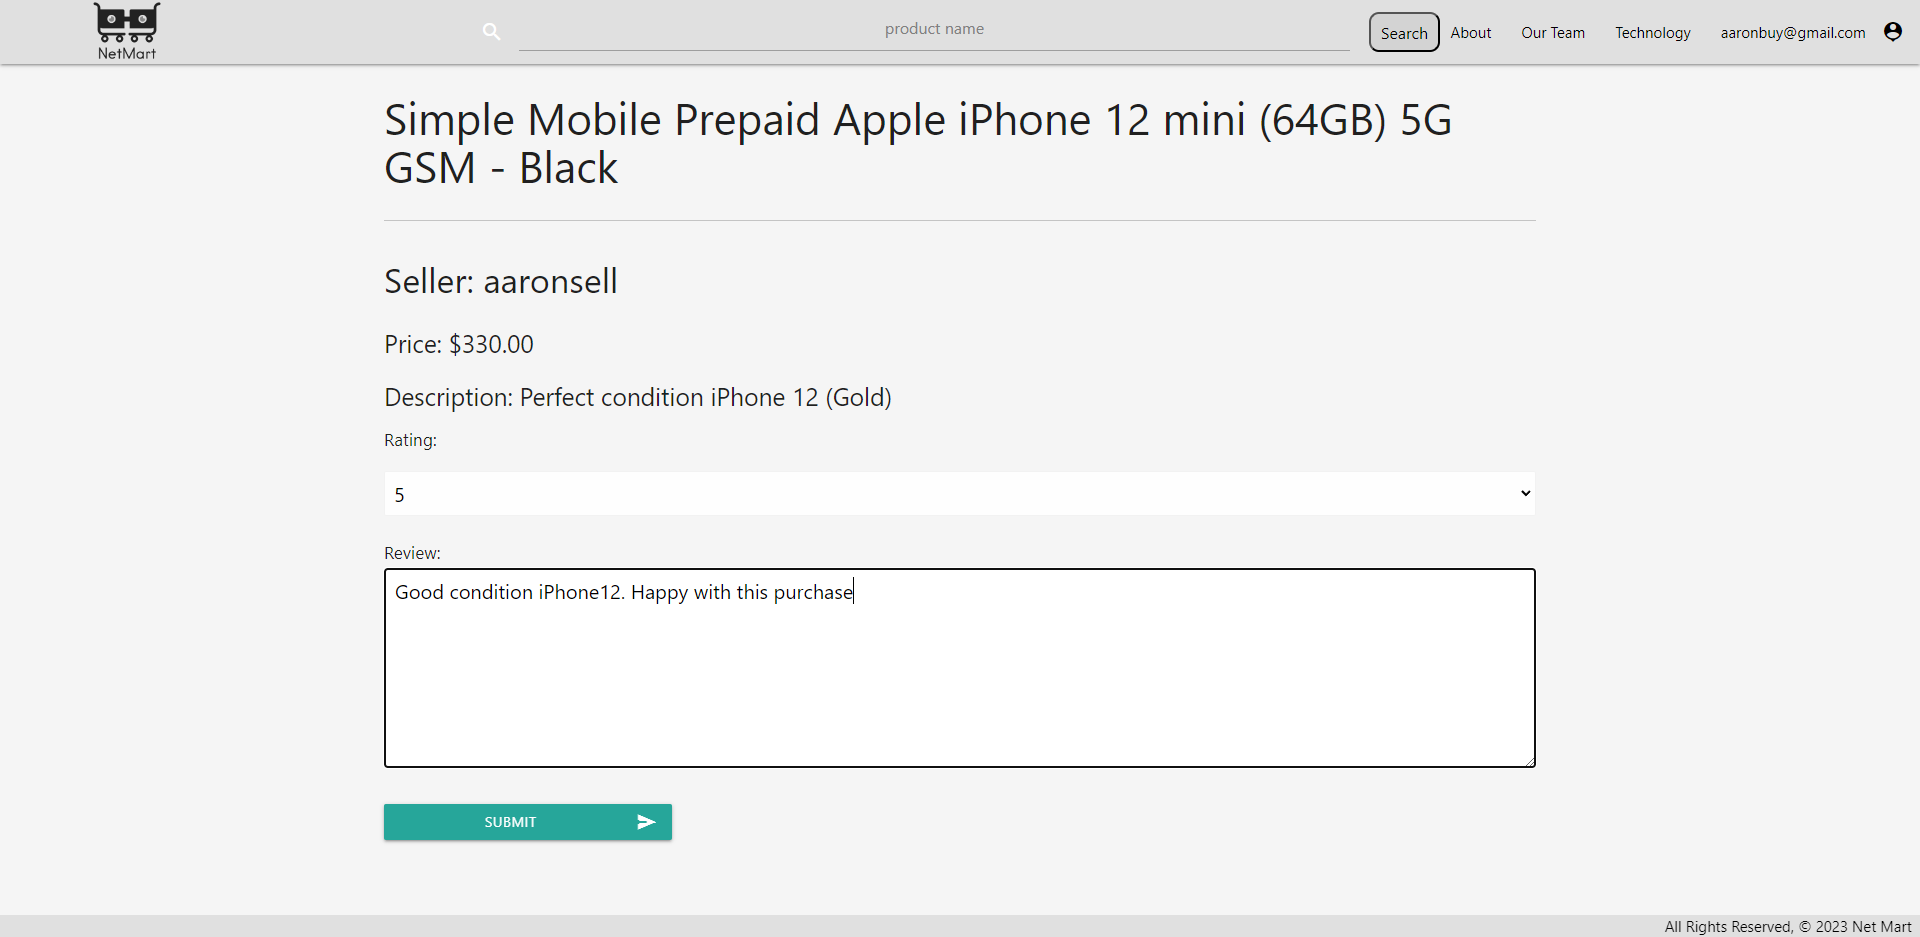 NetMart
product name
Search
About
Our Team
Technology
aaronbuy@gmail.com
Simple Mobile Prepaid Apple iPhone 12 mini (64GB) 5G
GSM - Black
Seller: aaronsell
Price: $330.00
Description: Perfect condition iPhone 12 (Gold)
Rating:
5
Review:
Good condition iPhone12. Happy with this purchase
SUBMIT
All Rights Reserved, © 2023 Net Mart